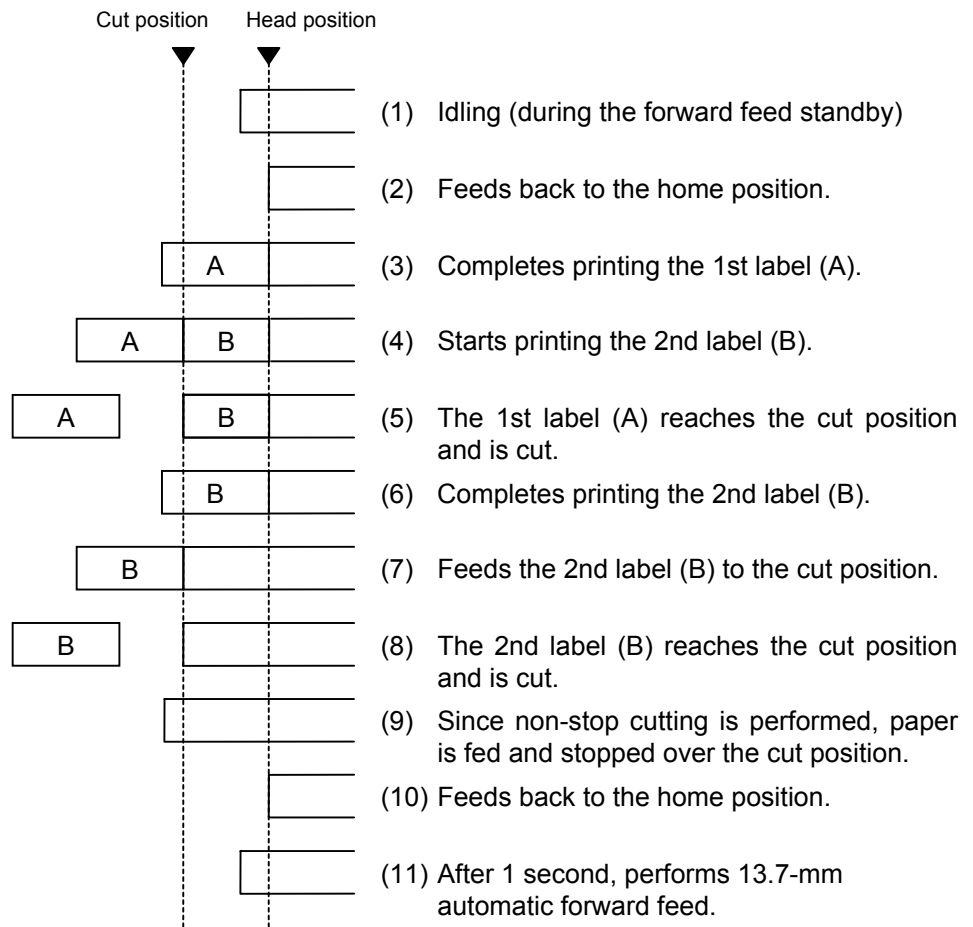 Cut position Head position
(1) Idling (during the forward feed standby)
(2) Feeds back to the home position.
A (3) Completes printing the 1st label (A).
A B (4) Starts printing the 2nd label (B).
A B (5) The 1st label (A) reaches the cut position
and is cut.
B (6) Completes printing the 2nd label (B).
B (7) Feeds the 2nd label (B) to the cut position.
B (8) The 2nd label (B) reaches the cut position
and is cut.
(9) Since non-stop cutting is performed, paper
is fed and stopped over the cut position.
(10) Feeds back to the home position.
(11) After 1 second, performs 13.7-mm
automatic forward feed.